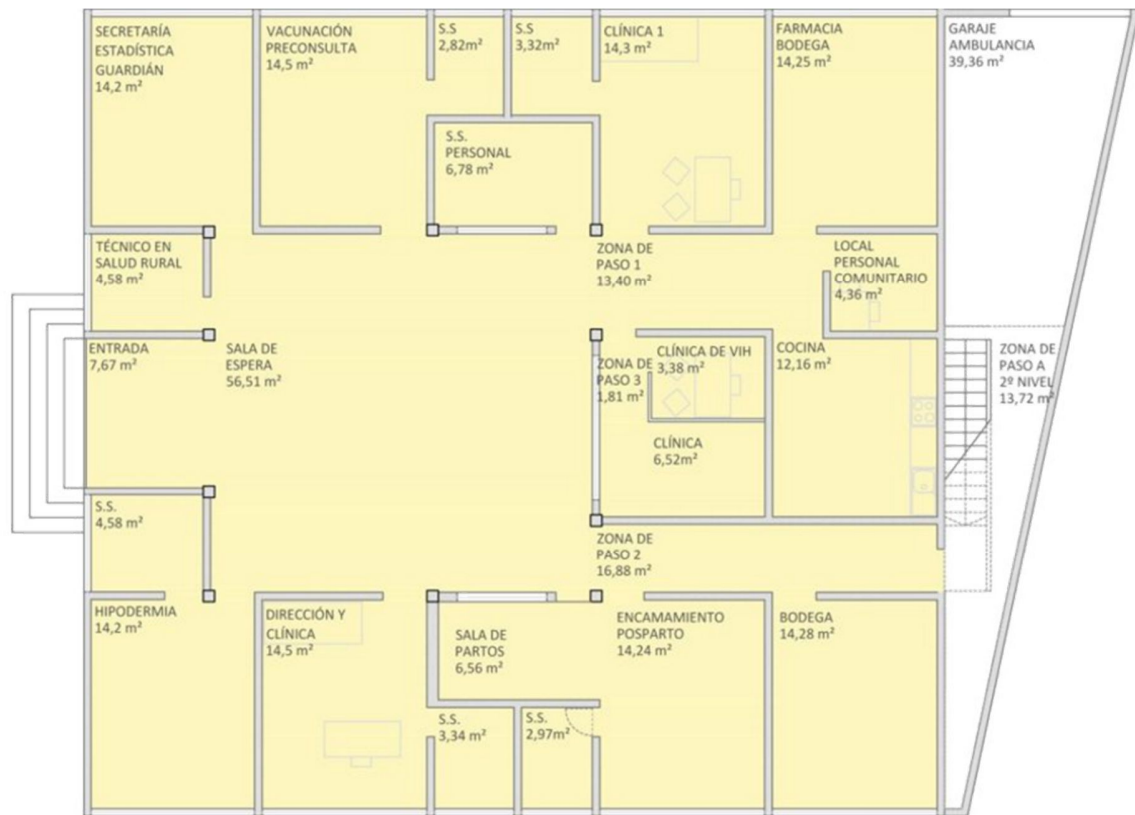 SECRETARÍA
ESTADÍSTICA
GUARDIÁN
14,2 m²
VACUNACIÓN
PRECONSULTA
14,5 m²
S.S
2,82m²
S.S.
3,32m²
CLÍNICA 1
14,3 m²
FARMACIA
BODEGA
14,25 m²
GARAJE
AMBULANCIA
39,36 m²
S.S.
PERSONAL
6,78 m²
TÉCNICO EN
SALUD RURAL
4,58 m²
ZONA DE
PASO 1
13,40 m²
LOCAL
PERSONAL
COMUNITARIO
4,36 m²
ENTRADA
7,67 m²
SALA DE
ESPERA
56,51 m²
ZONA DE
PASO 3
1,81 m²
CLÍNICA DE VIH
3,38 m²
COCINA
12,16 m²
ZONA DE
PASO A
2º NIVEL
13,72 m²
CLÍNICA
6,52m²
S.S.
4,58 m²
ZONA DE
PASO 2
16,88 m²
HIPODERMIA
14,2 m²
DIRECCIÓN Y
CLÍNICA
14,5 m²
SALA DE
PARTOS
6,56 m²
ENCAMAMIENTO
POSPARTO
14,24 m²
BODEGA
14,28 m²
S.S.
3,34 m²
S.S.
2,97m²